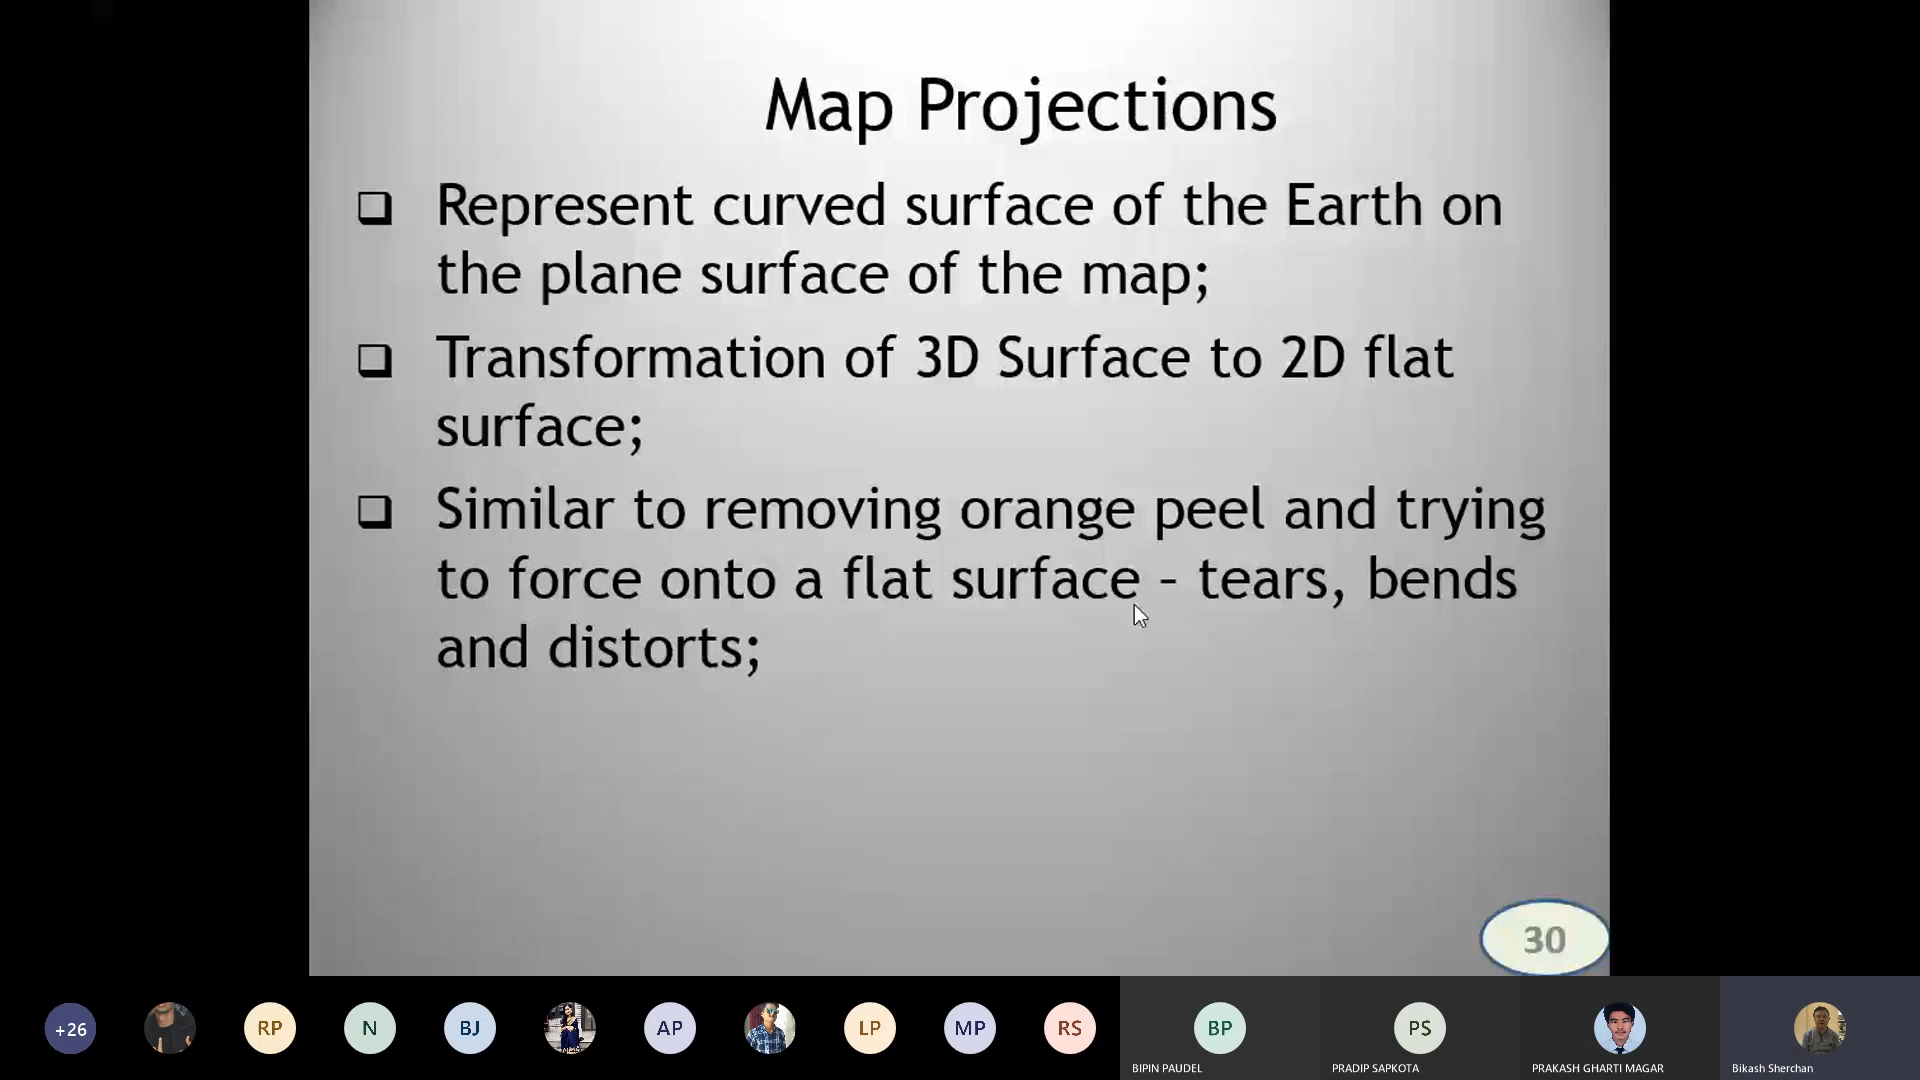 Map Projections
❑ Represent curved surface of the Earth on
the plane surface of the map;
❑ Transformation of 3D Surface to 2D flat
surface;
❑ Similar to removing orange peel and trying
to force onto a flat surface – tears, bends
and distorts;
30
+26
RP
N
BJ
AP
LP
MP
RS
BP
PS
BIPIN PAUDEL
PRADIP SAPKOTA
PRAKASH GHARTI MAGAR
Bikash Sherchan